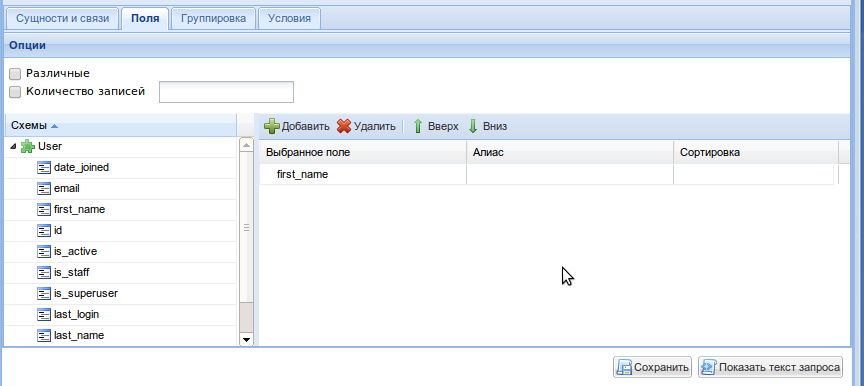 Сущности и связи Поля Группировка Условия
Опции
Различные
Количество записей
Схемы
User
date_joined
email
first_name
id
is_active
is_staff
is_superuser
last_login
last_name
Добавить Удалить Вверх Вниз
Выбранное поле Алиас Сортировка
first_name
Сохранить Показать текст запроса